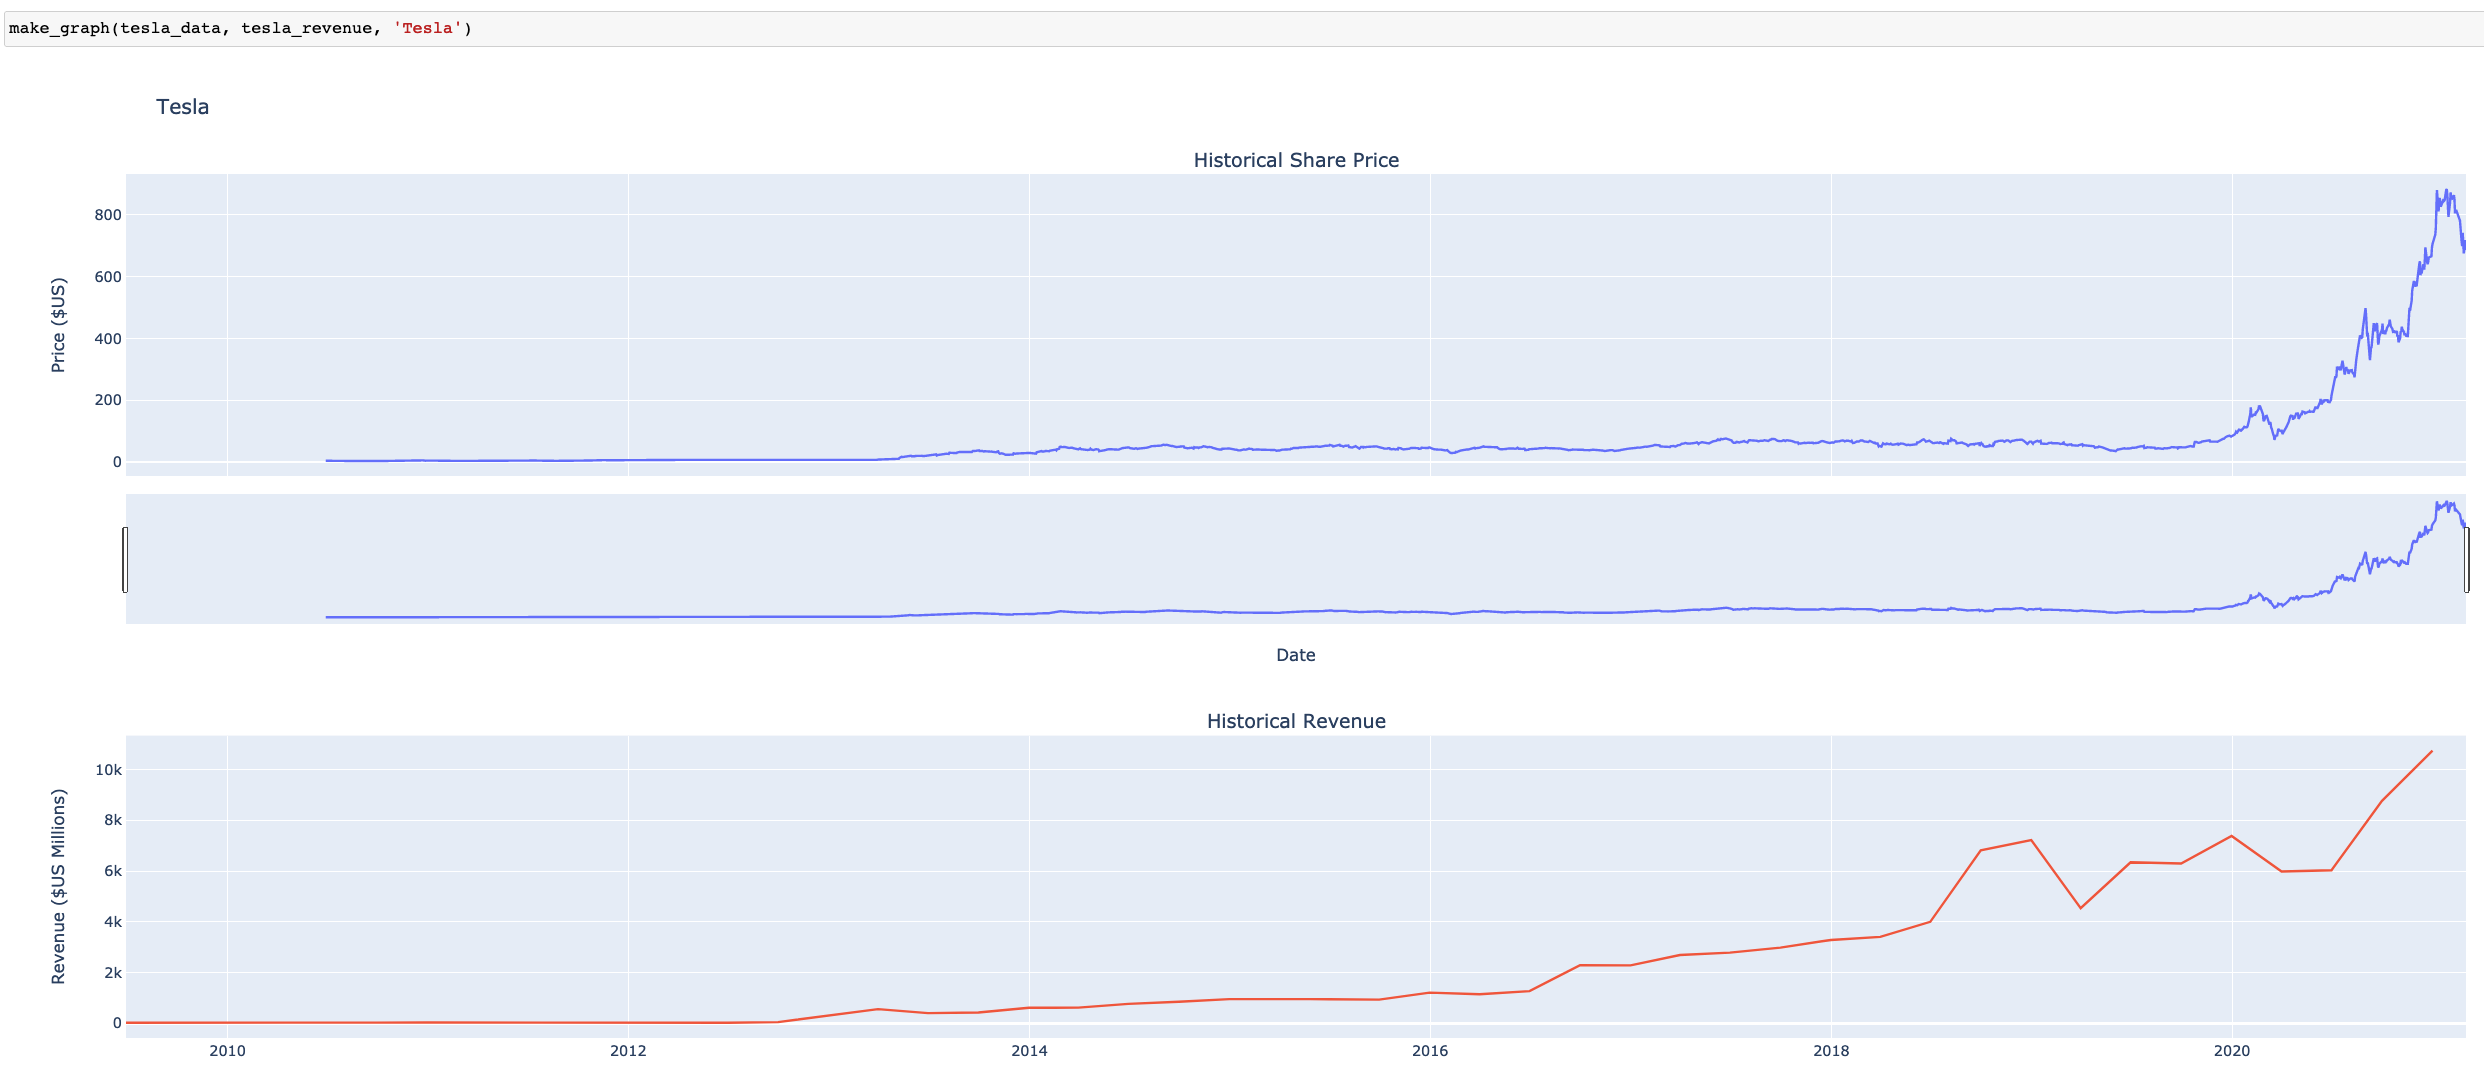 make_graph(tesla_data, tesla_revenue, 'Tesla')
Tesla
Historical Share Price
Price ($US)
800
600
400
200
0
Date
Historical Revenue
Revenue ($US Millions)
10k
8k
6k
4k
2k
0
2010 2012 2014 2016 2018 2020